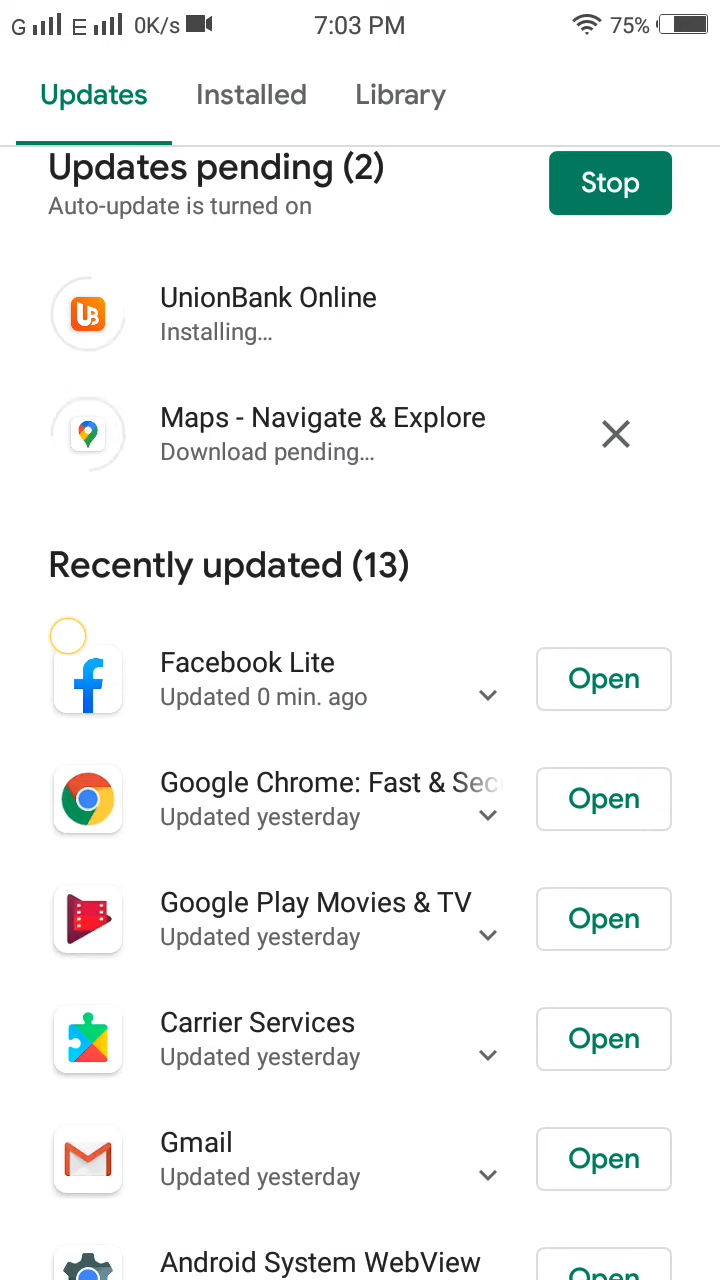 G E 0K/s 7:03 PM 75%
Updates Installed Library
Updates pending (2)
Auto-update is turned on
Stop
UB
UnionBank Online
Installing...
Maps - Navigate & Explore
Download pending...
Recently updated (13)
Facebook Lite
Updated 0 min. ago
Open
Google Chrome: Fast & Sec
Updated yesterday
Open
Google Play Movies & TV
Updated yesterday
Open
Carrier Services
Updated yesterday
Open
Gmail
Updated yesterday
Open
Android System WebView
Open